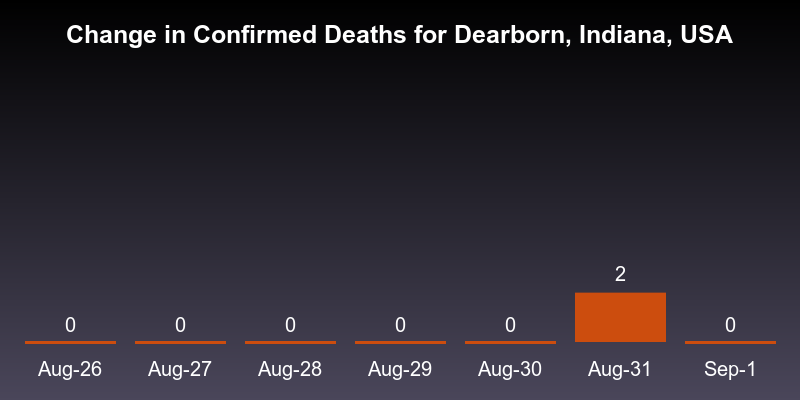 Change in Confirmed Deaths for Dearborn, Indiana, USA
2
0 0 0 0 0 0
Aug-26 Aug-27 Aug-28 Aug-29 Aug-30 Aug-31 Sep-1